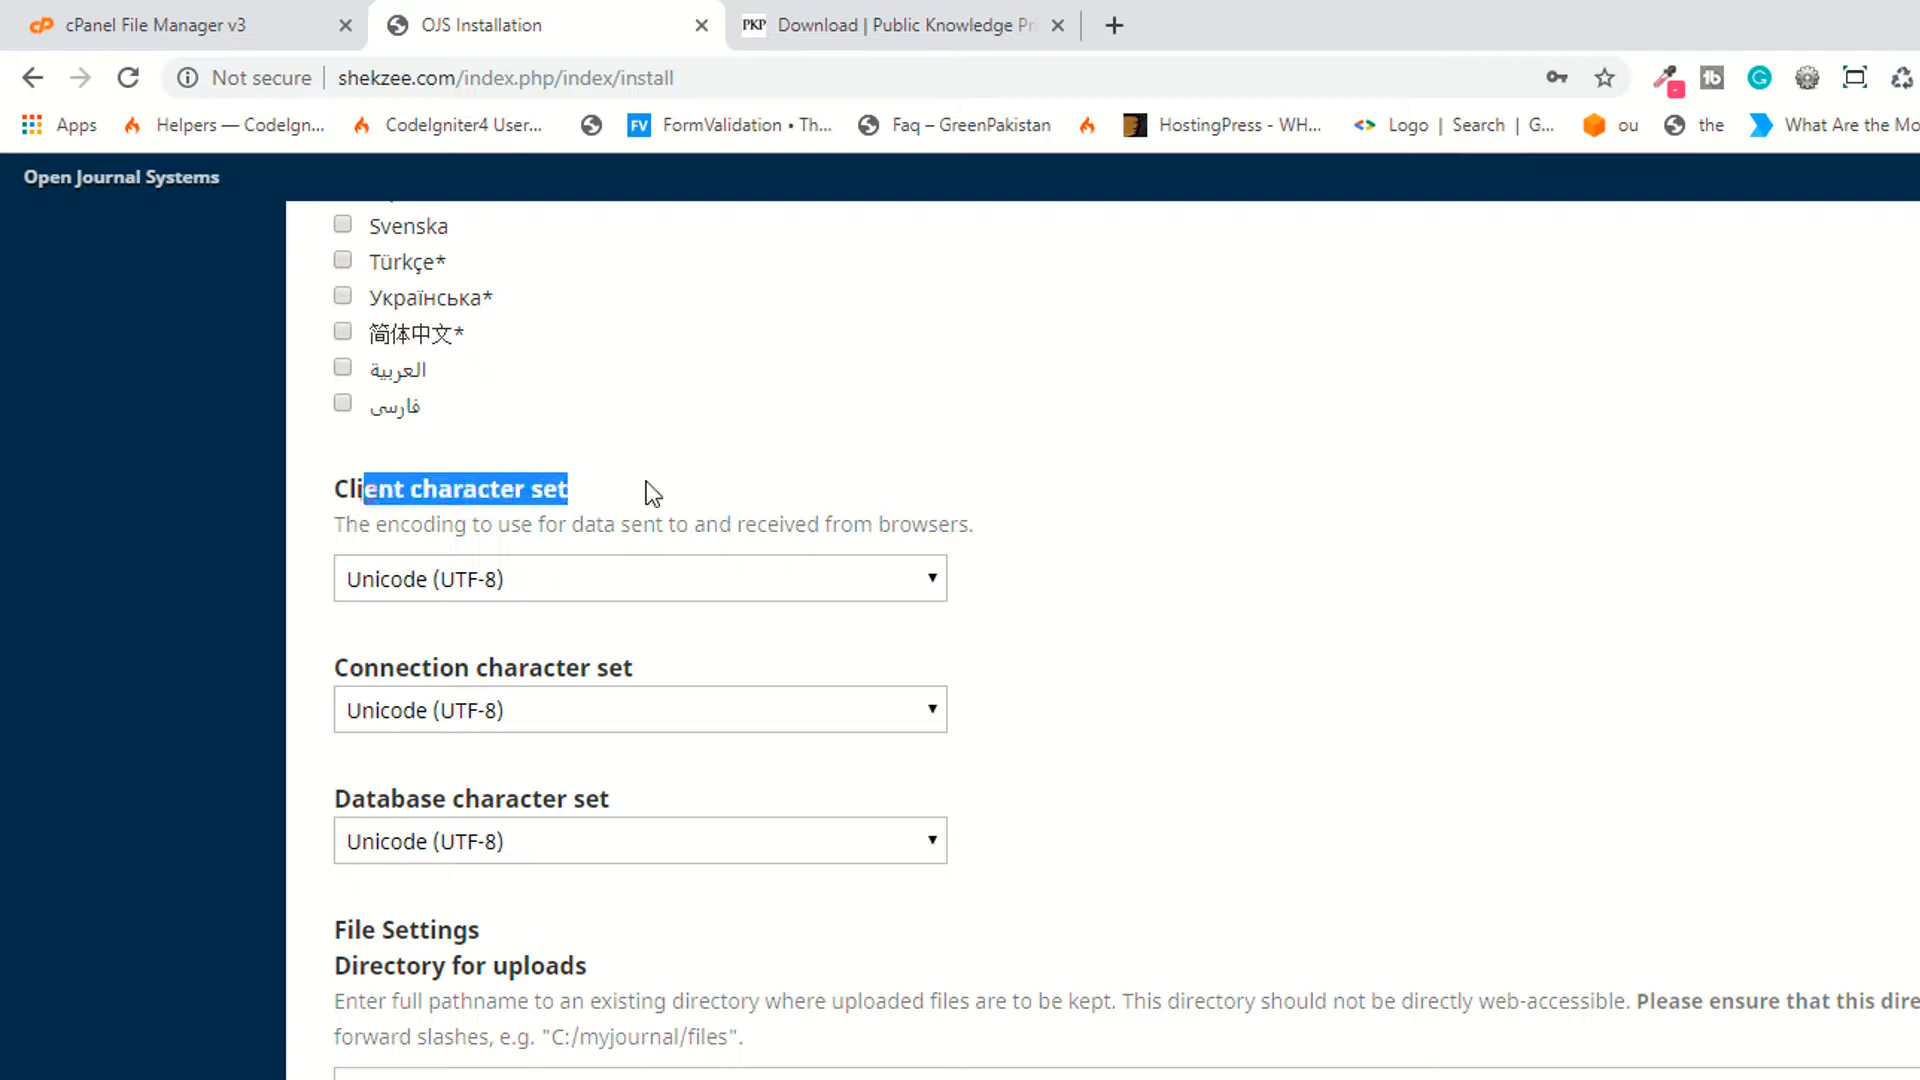 cPanel File Manager v3
OJS Installation
PKP Download | Public Knowledge Pr
Not secure | shekzee.com/index.php/index/install
Apps
Helpers — CodeIgn...
CodeIgniter4 User...
FV FormValidation • Th...
Faq – GreenPakistan
HostingPress - WH...
Logo | Search | G...
ou
the
What Are the Mo
Open Journal Systems
Svenska
Türkçe*
Українська*
简体中文*
العربية
فارسی
Client character set
The encoding to use for data sent to and received from browsers.
Unicode (UTF-8)
Connection character set
Unicode (UTF-8)
Database character set
Unicode (UTF-8)
File Settings
Directory for uploads
Enter full pathname to an existing directory where uploaded files are to be kept. This directory should not be directly web-accessible. Please ensure that this dire
forward slashes, e.g. "C:/myjournal/files".